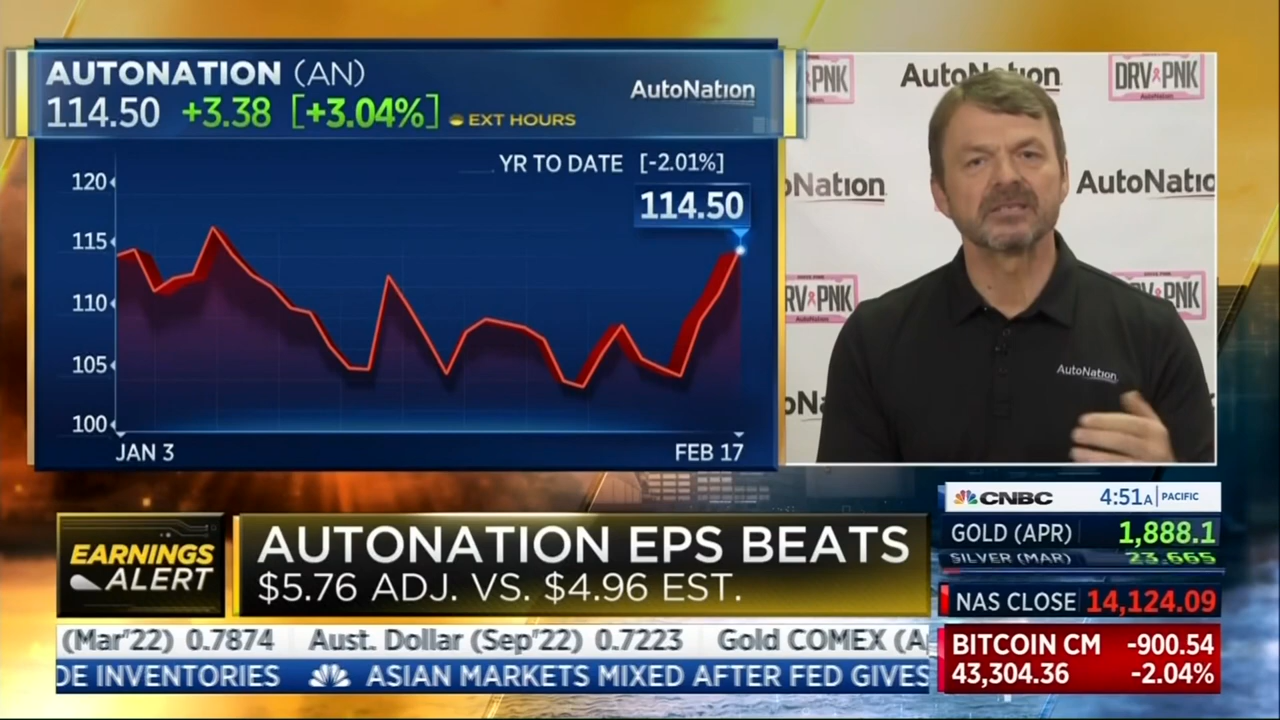 AUTONATION (AN)
114.50 +3.38 [+3.04%] EXT HOURS
AutoNation
YR TO DATE [-2.01%]
114.50
120
115
110
105
100
JAN 3 FEB 17
PNK AutoNation DRV PNK
AutoNation
Nation AutoNatio
DRIVE PINK
RV PNK V PNK
AutoNation
AutoNation
EARNINGS
ALERT
AUTONATION EPS BEATS
$5.76 ADJ. VS. $4.96 EST.
CNBC 4:51A PACIFIC
GOLD (APR) 1,888.1
SILVER (MAR) 23.665
NAS CLOSE 14,124.09
BITCOIN CM -900.54
43,304.36 -2.04%
(Mar'22) 0.7874 Aust. Dollar (Sep'22) 0.7223 Gold COMEX (A
DE INVENTORIES ASIAN MARKETS MIXED AFTER FED GIVES